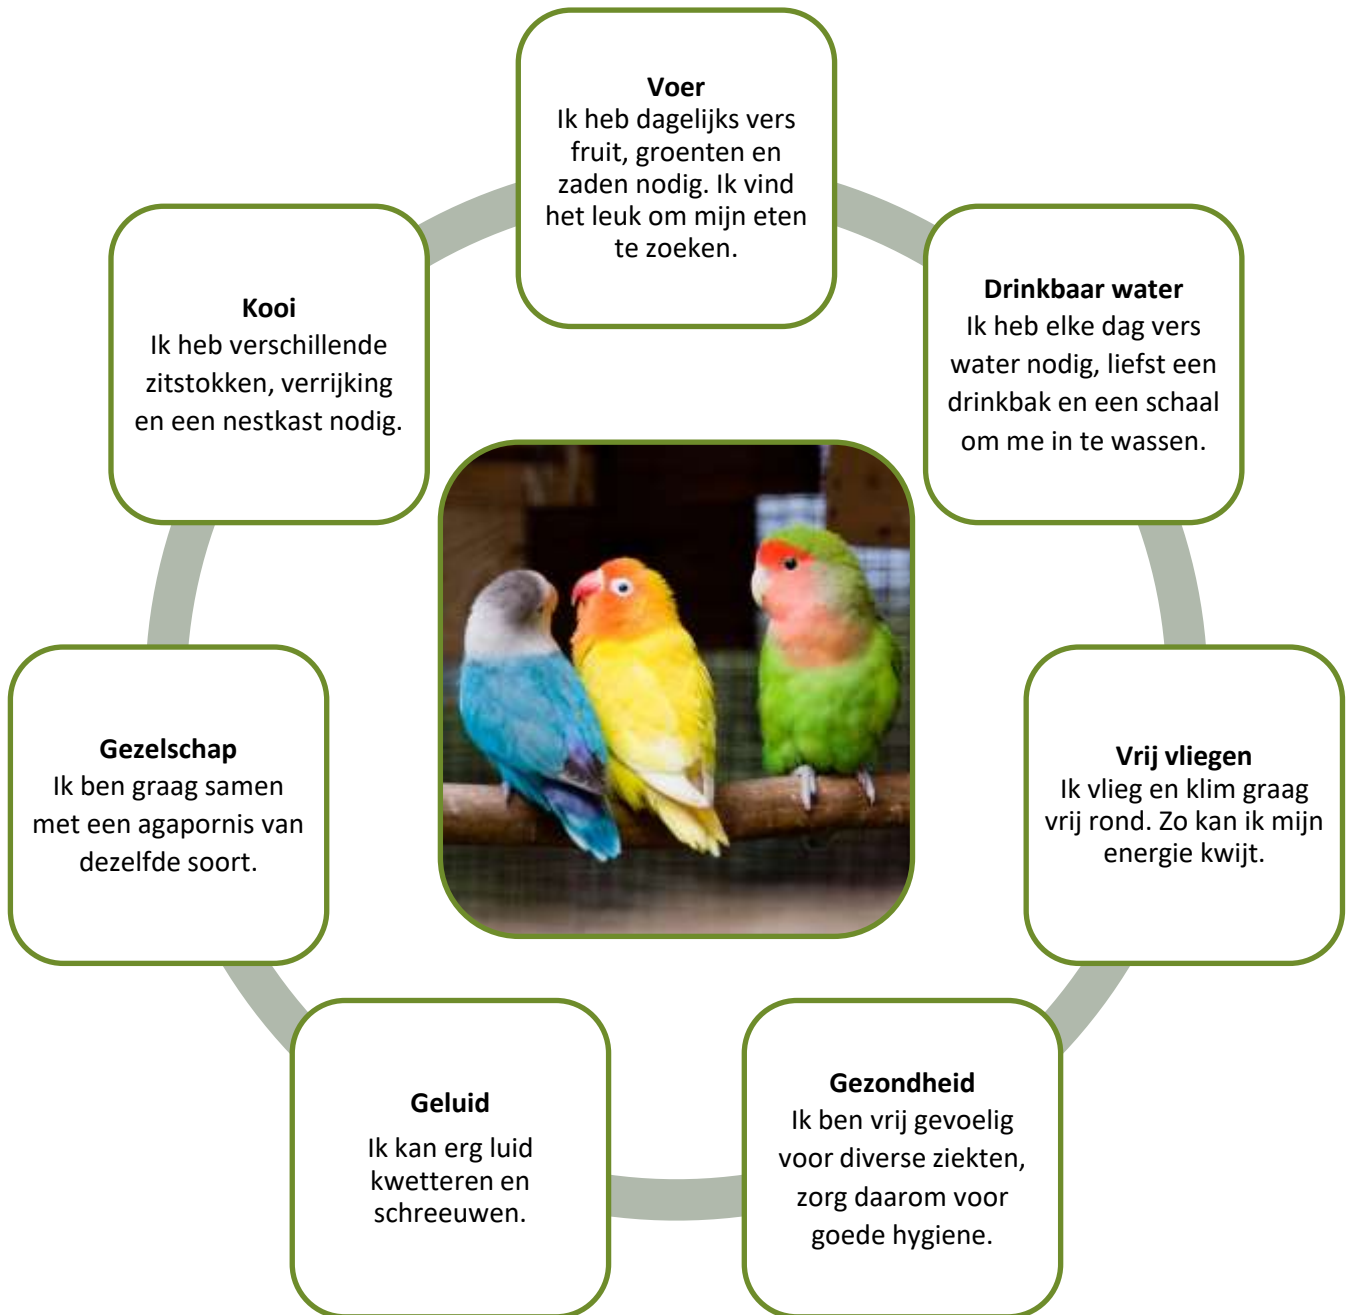 Voer
Ik heb dagelijks vers
fruit, groenten en
zaden nodig. Ik vind
het leuk om mijn eten
te zoeken.
Drinkbaar water
Ik heb elke dag vers
water nodig, liefst een
drinkbak en een schaal
om me in te wassen.
Vrij vliegen
Ik vlieg en klim graag
vrij rond. Zo kan ik mijn
energie kwijt.
Gezondheid
Ik ben vrij gevoelig
voor diverse ziekten,
zorg daarom voor
goede hygiene.
Geluid
Ik kan erg luid
kwetteren en
schreeuwen.
Gezelschap
Ik ben graag samen
met een agapornis van
dezelfde soort.
Kooi
Ik heb verschillende
zitstokken, verrijking
en een nestkast nodig.